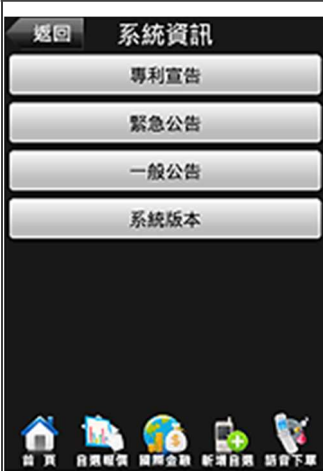 返回
系統資訊
專利宣告
緊急公告
一般公告
系統版本
首頁 自選報價 國際金融 新增自選 語音下單